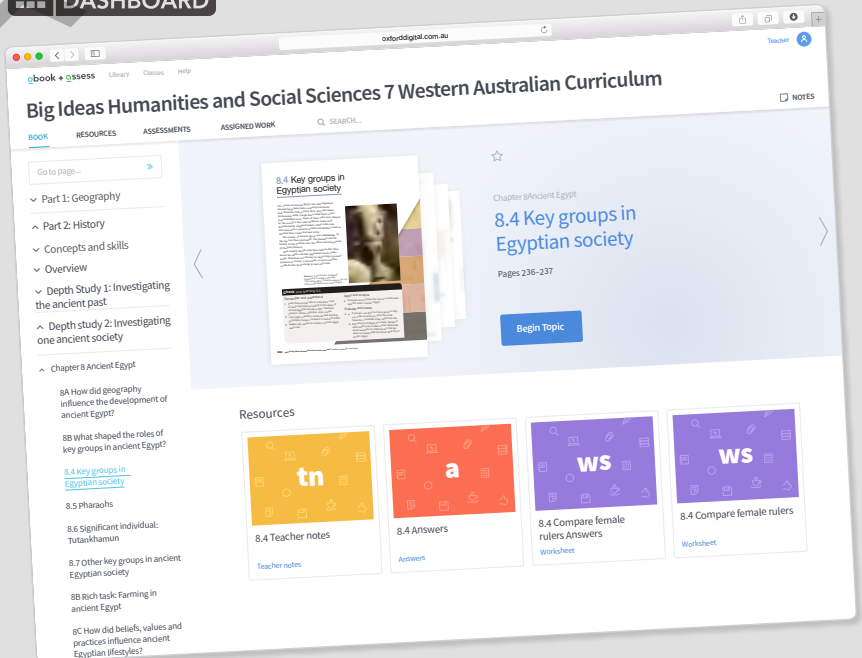 DASHBOARD
oxforddigital.com.au
obook + assess
Library
Classes
Help
Teacher
Big Ideas Humanities and Social Sciences 7 Western Australian Curriculum
BOOK
RESOURCES
ASSESSMENTS
ASSIGNED WORK
SEARCH...
NOTES
Go to page...
Part 1: Geography
Part 2: History
Concepts and skills
Overview
Depth Study 1: Investigating
the ancient past
Depth study 2: Investigating
one ancient society
Chapter 8 Ancient Egypt
8A How did geography
influence the development of
ancient Egypt?
8B What shaped the roles of
key groups in ancient Egypt?
8.4 Key groups in
Egyptian society
8.5 Pharaohs
8.6 Significant individual:
Tutankhamun
8.7 Other key groups in ancient
Egyptian society
8B Rich task: Farming in
ancient Egypt
8C How did beliefs, values and
practices influence ancient
Egyptian lifestyles?
8.4 Key groups in
Egyptian society
Chapter 8Ancient Egypt
8.4 Key groups in
Egyptian society
Pages 236–237
Begin Topic
Resources
tn
8.4 Teacher notes
Teacher notes
a
8.4 Answers
Answers
ws
8.4 Compare female
rulers Answers
Worksheet
ws
8.4 Compare female rulers
Worksheet